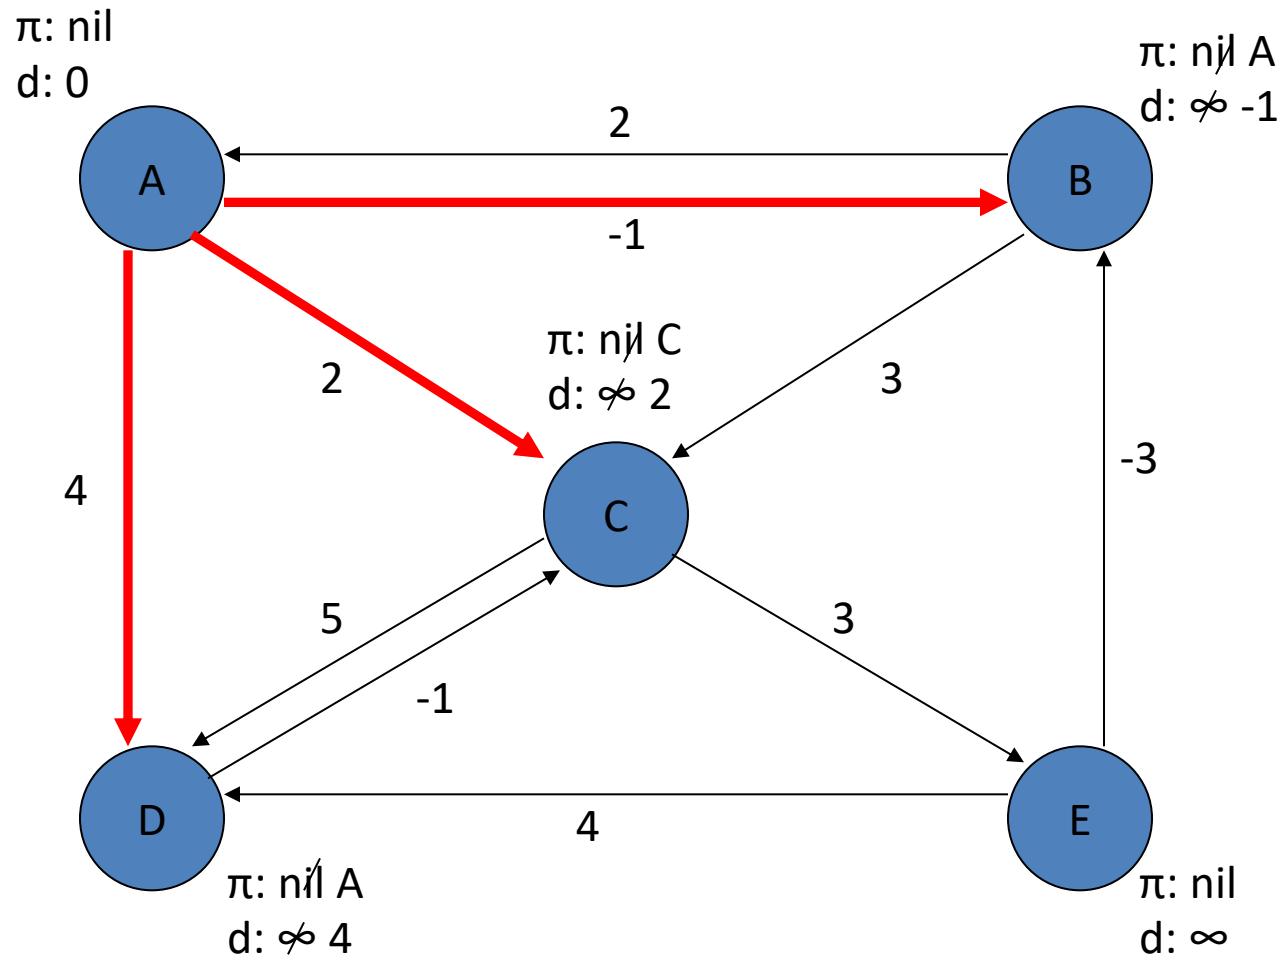 π: nil
d: 0
π: nil A
d: ∞ -1
2
A
B
-1
π: nil C
d: ∞ 2
2
3
-3
4
C
5
3
-1
D
4
E
π: nil A
d: ∞ 4
π: nil
d: ∞